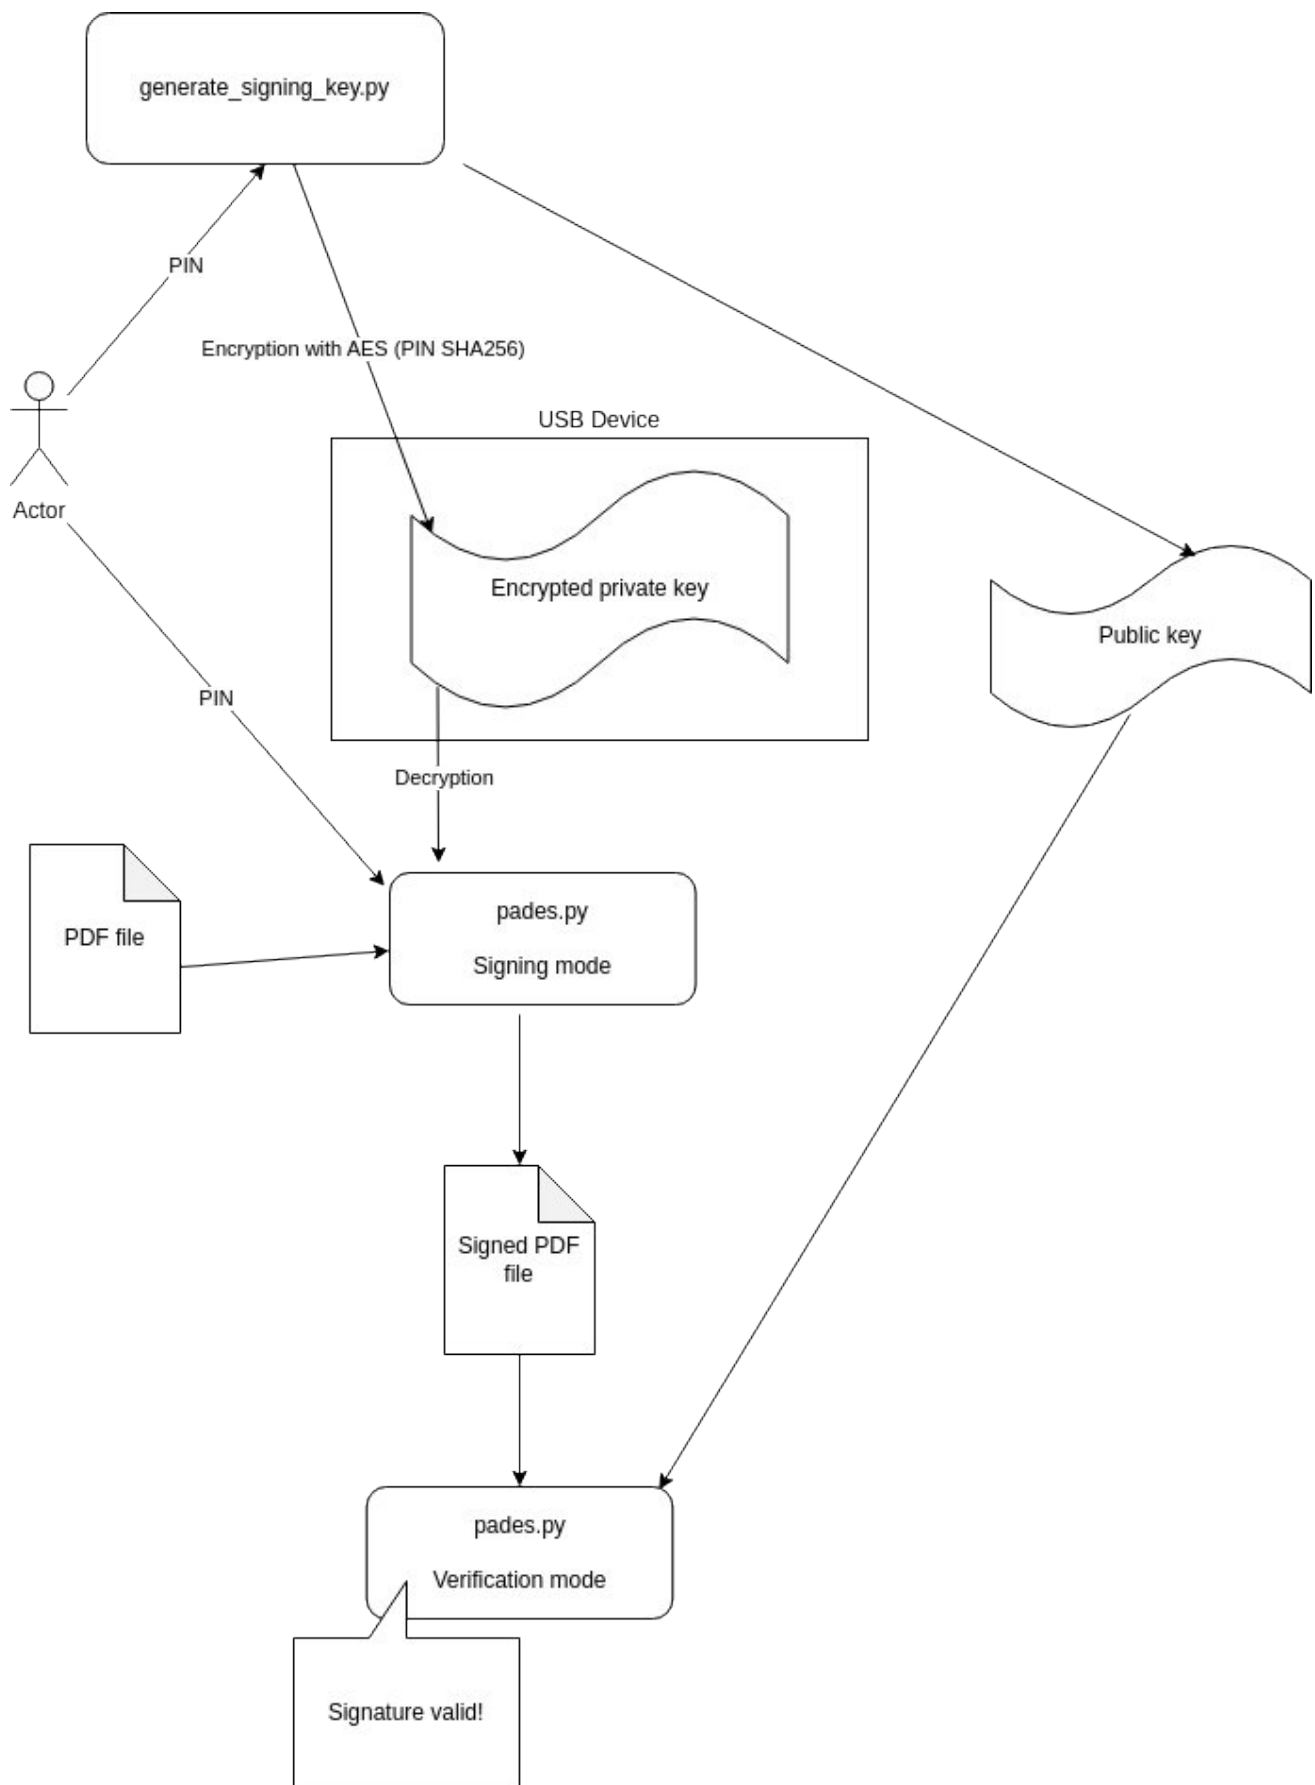 generate_signing_key.py
PIN
Encryption with AES (PIN SHA256)
USB Device
Actor
Encrypted private key
Public key
PIN
Decryption
PDF file
pades.py
Signing mode
Signed PDF
file
pades.py
Verification mode
Signature valid!